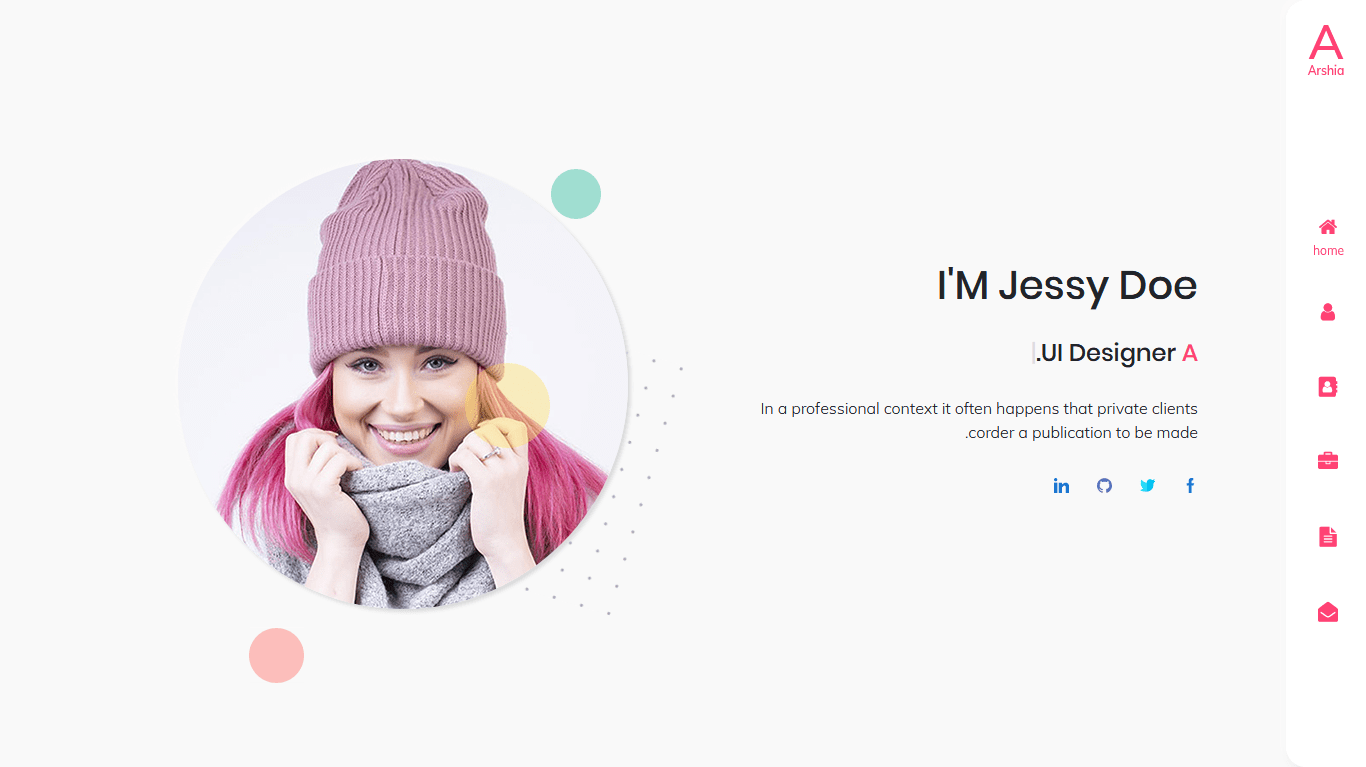 A
Arshia
home
I'M Jessy Doe
.UI Designer A
In a professional context it often happens that private clients
.corder a publication to be made